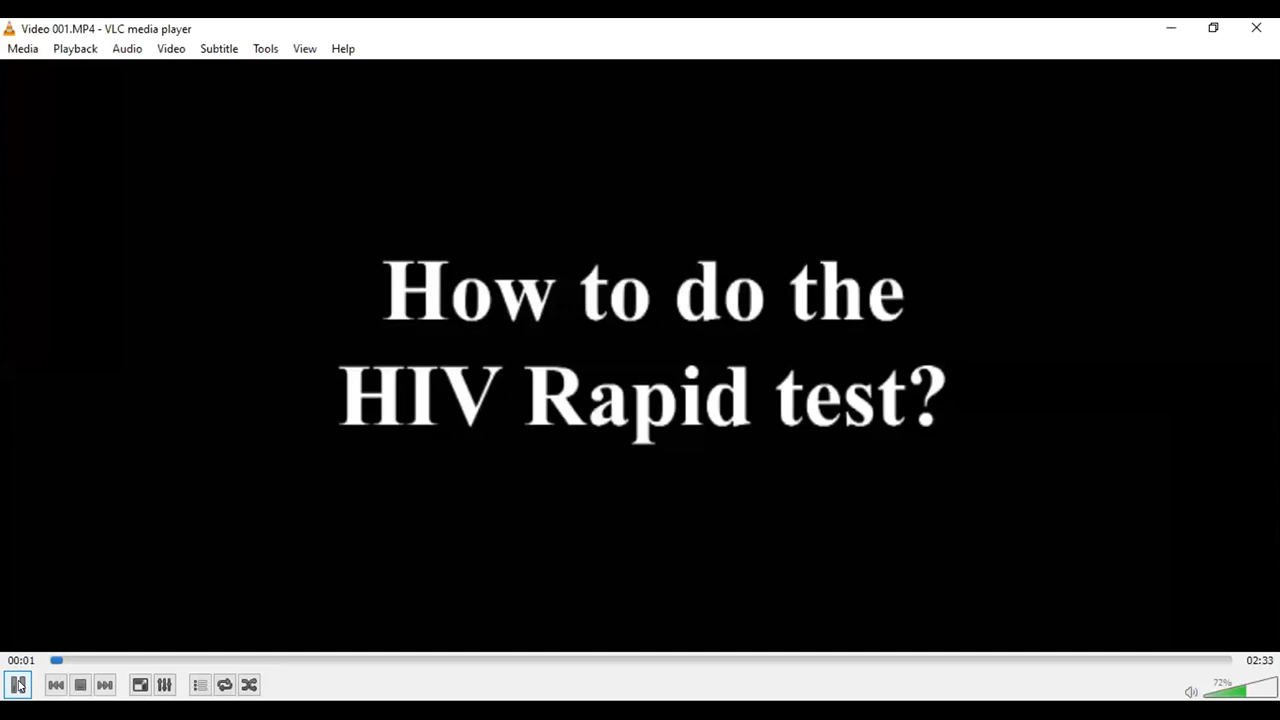 Video 001.MP4 - VLC media player
Media Playback Audio Video Subtitle Tools View Help
How to do the
HIV Rapid test?
00:01 02:33
72%